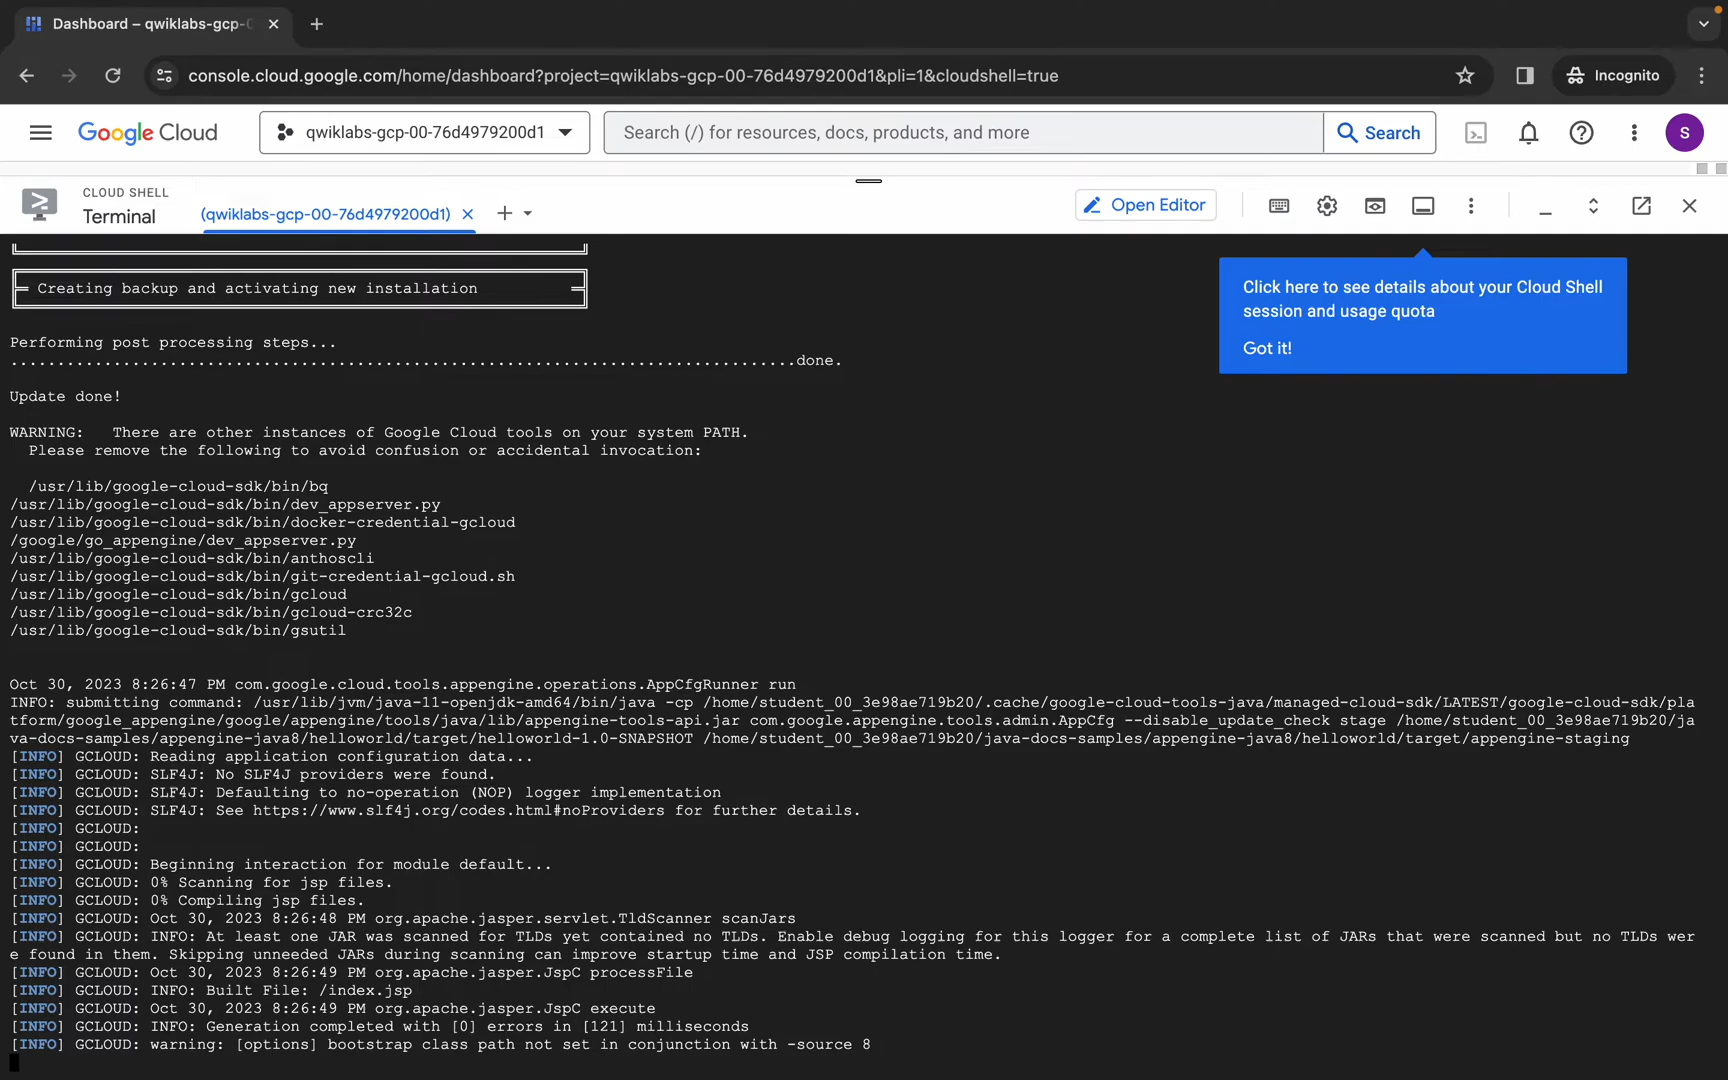 Dashboard – qwiklabs-gcp-0
console.cloud.google.com/home/dashboard?project=qwiklabs-gcp-00-76d4979200d1&pli=1&cloudshell=true
Incognito
Google Cloud
qwiklabs-gcp-00-76d4979200d1
Search (/) for resources, docs, products, and more
Search
S
CLOUD SHELL
Terminal
(qwiklabs-gcp-00-76d4979200d1)
Open Editor
Click here to see details about your Cloud Shell
session and usage quota
Got it!
Creating backup and activating new installation
Performing post processing steps...
....................................................................................done.
Update done!
WARNING:   There are other instances of Google Cloud tools on your system PATH.
Please remove the following to avoid confusion or accidental invocation:
/usr/lib/google-cloud-sdk/bin/bq
/usr/lib/google-cloud-sdk/bin/dev_appserver.py
/usr/lib/google-cloud-sdk/bin/docker-credential-gcloud
/google/go_appengine/dev_appserver.py
/usr/lib/google-cloud-sdk/bin/anthoscli
/usr/lib/google-cloud-sdk/bin/git-credential-gcloud.sh
/usr/lib/google-cloud-sdk/bin/gcloud
/usr/lib/google-cloud-sdk/bin/gcloud-crc32c
/usr/lib/google-cloud-sdk/bin/gsutil
Oct 30, 2023 8:26:47 PM com.google.cloud.tools.appengine.operations.AppCfgRunner run
INFO: submitting command: /usr/lib/jvm/java-11-openjdk-amd64/bin/java -cp /home/student_00_3e98ae719b20/.cache/google-cloud-tools-java/managed-cloud-sdk/LATEST/google-cloud-sdk/pla
tform/google_appengine/google/appengine/tools/java/lib/appengine-tools-api.jar com.google.appengine.tools.admin.AppCfg --disable_update_check stage /home/student_00_3e98ae719b20/ja
va-docs-samples/appengine-java8/helloworld/target/helloworld-1.0-SNAPSHOT /home/student_00_3e98ae719b20/java-docs-samples/appengine-java8/helloworld/target/appengine-staging
[INFO] GCLOUD: Reading application configuration data...
[INFO] GCLOUD: SLF4J: No SLF4J providers were found.
[INFO] GCLOUD: SLF4J: Defaulting to no-operation (NOP) logger implementation
[INFO] GCLOUD: SLF4J: See https://www.slf4j.org/codes.html#noProviders for further details.
[INFO] GCLOUD:
[INFO] GCLOUD:
[INFO] GCLOUD: Beginning interaction for module default...
[INFO] GCLOUD: 0% Scanning for jsp files.
[INFO] GCLOUD: 0% Compiling jsp files.
[INFO] GCLOUD: Oct 30, 2023 8:26:48 PM org.apache.jasper.servlet.TldScanner scanJars
[INFO] GCLOUD: INFO: At least one JAR was scanned for TLDs yet contained no TLDs. Enable debug logging for this logger for a complete list of JARs that were scanned but no TLDs wer
e found in them. Skipping unneeded JARs during scanning can improve startup time and JSP compilation time.
[INFO] GCLOUD: Oct 30, 2023 8:26:49 PM org.apache.jasper.JspC processFile
[INFO] GCLOUD: INFO: Built File: /index.jsp
[INFO] GCLOUD: Oct 30, 2023 8:26:49 PM org.apache.jasper.JspC execute
[INFO] GCLOUD: INFO: Generation completed with [0] errors in [121] milliseconds
[INFO] GCLOUD: warning: [options] bootstrap class path not set in conjunction with -source 8